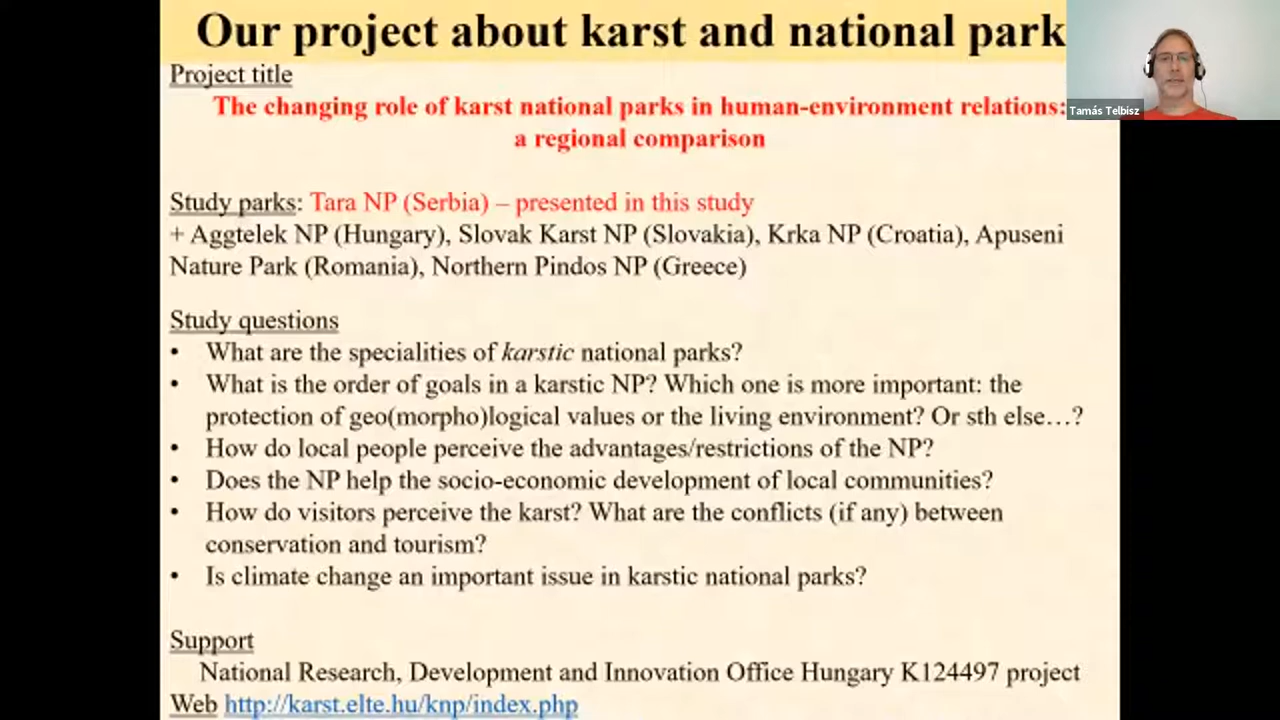 Our project about karst and national park
Tamás Telbisz
Project title
The changing role of karst national parks in human-environment relations:
a regional comparison
Study parks: Tara NP (Serbia) – presented in this study
+ Aggtelek NP (Hungary), Slovak Karst NP (Slovakia), Krka NP (Croatia), Apuseni
Nature Park (Romania), Northern Pindos NP (Greece)
Study questions
• What are the specialities of karstic national parks?
• What is the order of goals in a karstic NP? Which one is more important: the
protection of geo(morpho)logical values or the living environment? Or sth else…?
• How do local people perceive the advantages/restrictions of the NP?
• Does the NP help the socio-economic development of local communities?
• How do visitors perceive the karst? What are the conflicts (if any) between
conservation and tourism?
• Is climate change an important issue in karstic national parks?
Support
National Research, Development and Innovation Office Hungary K124497 project
Web http://karst.elte.hu/knp/index.php